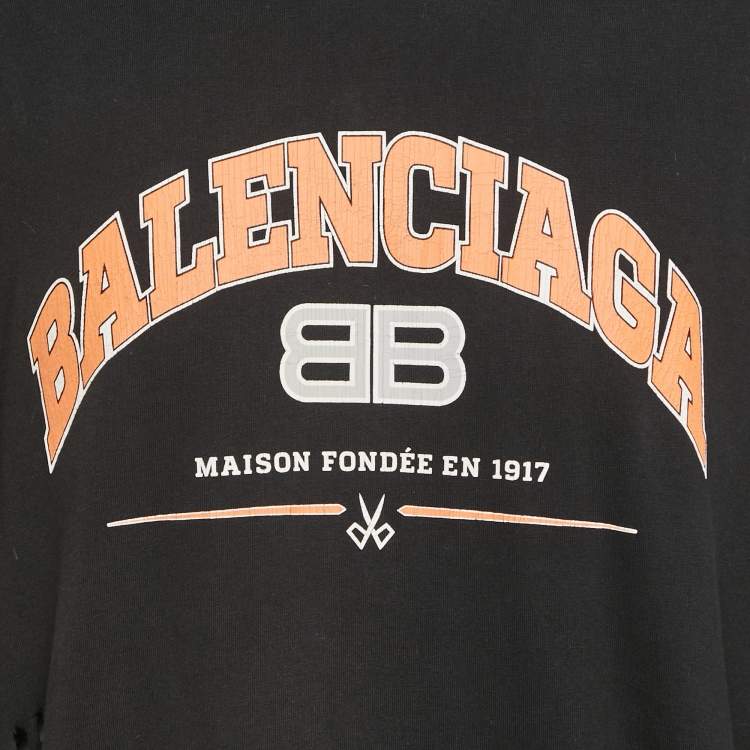 BALENCIAGA
BB
MAISON FONDÉE EN 1917